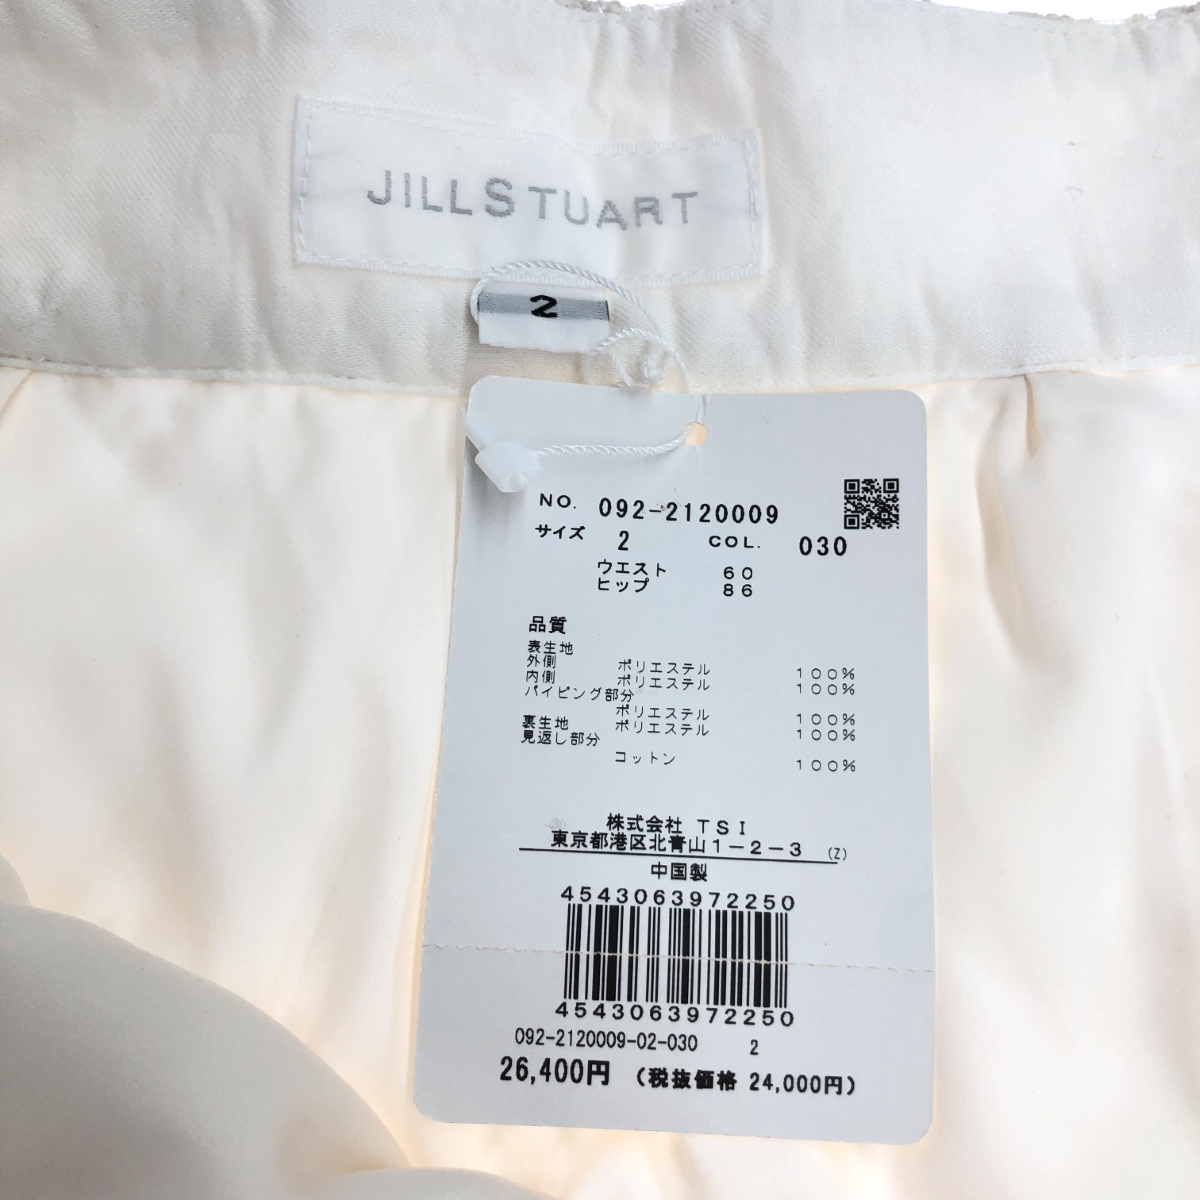 JILLSTUART
2
NO. 092-2120009
サイズ 2 COL. 030
ウエスト 60
ヒップ 86
品質
表生地
外側 ポリエステル 100%
内側 ポリエステル 100%
パイピング部分
ポリエステル 100%
裏生地 ポリエステル 100%
見返し部分
コットン 100%
株式会社 TSI
東京都港区北青山1-2-3 (Z)
中国製
4543063972250
4543063972250
092-2120009-02-030 2
26,400円 (税抜価格 24,000円)